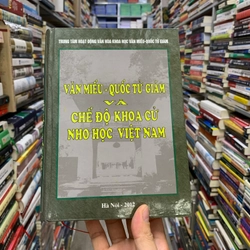 TRUNG TÂM HOẠT ĐỘNG VĂN HÓA KHOA HỌC VĂN MIẾU-QUỐC TỬ GIÁM
VĂN MIẾU - QUỐC TỬ GIÁM
VÀ
CHẾ ĐỘ KHOA CỬ
NHO HỌC VIỆT NAM
Hà Nội - 2012